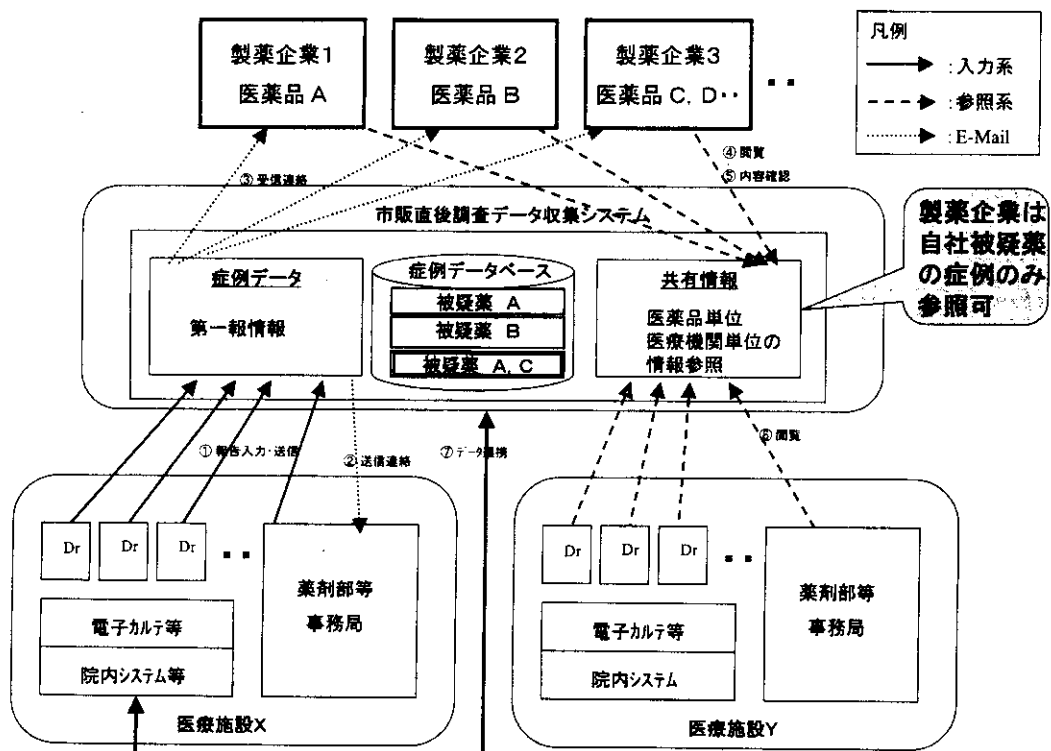 製薬企業1
医薬品 A
製薬企業2
医薬品 B
製薬企業3
医薬品 C, D・・
・・
凡例
:入力系
:参照系
: E-Mail
③ 受信連絡
④ 閲覧
⑤ 内容確認
市販直後調査データ収集システム
製薬企業は
自社被疑薬
の症例のみ
参照可
症例データ
第一報情報
症例データベース
被疑薬 A
被疑薬 B
被疑薬 A, C
共有情報
医薬品単位
医療機関単位の
情報参照
① 報告入力・送信
② 送信連絡
⑦ データ連携
⑥ 閲覧
Dr
Dr
Dr
・・
薬剤部等
事務局
電子カルテ等
院内システム等
医療施設X
Dr
Dr
Dr
・・
薬剤部等
事務局
電子カルテ等
院内システム
医療施設Y